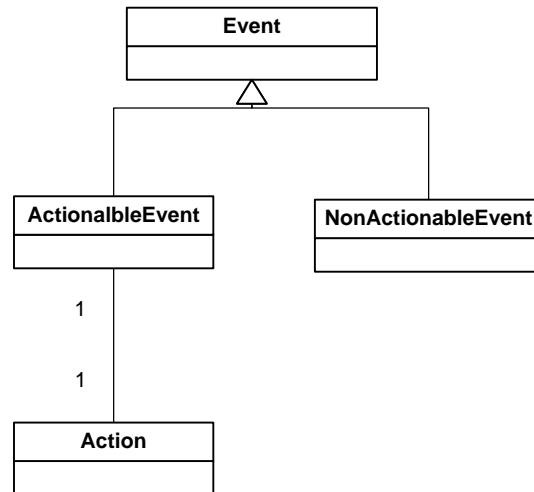 Event
ActionalbleEvent
NonActionableEvent
1
1
Action